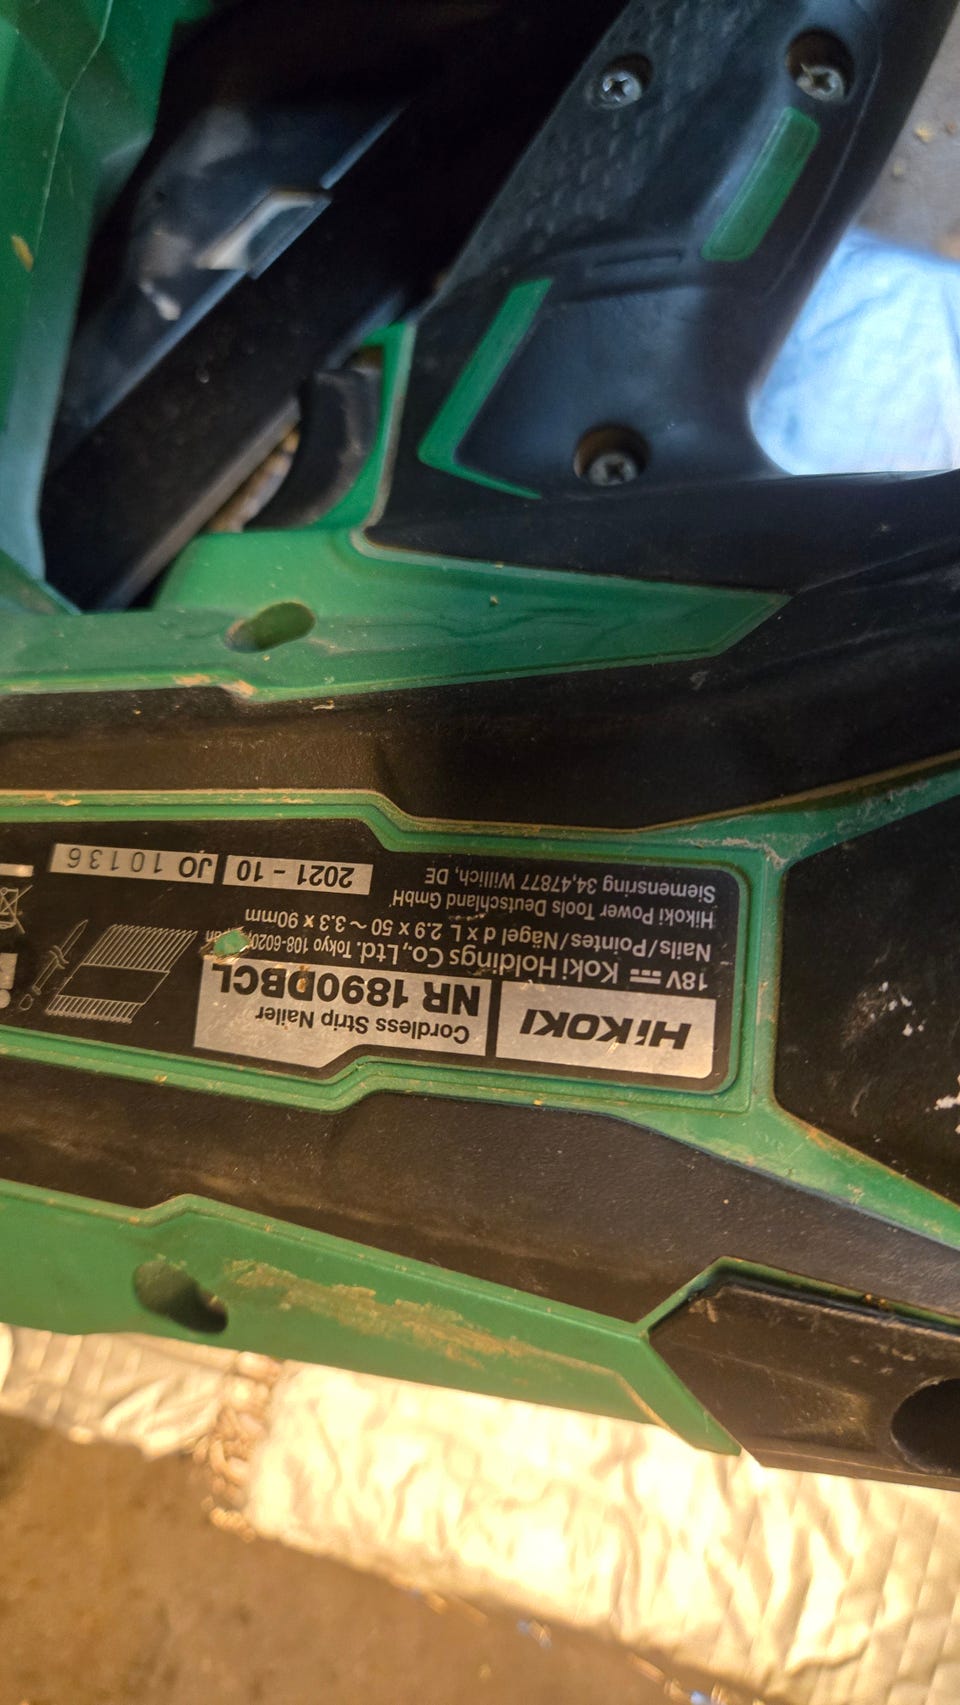 HiKOKI
Cordless Strip Nailer
NR 1890DBCL
18V Koki Holdings Co., Ltd. Tokyo 108-6020
Nails/Pointes/Nägel d x L 2.9 x 50 ~ 3.3 x 90mm
Hikoki Power Tools Deutschland GmbH
Siemensring 34,47877 Willich, DE
2021 - 10
JO 10136